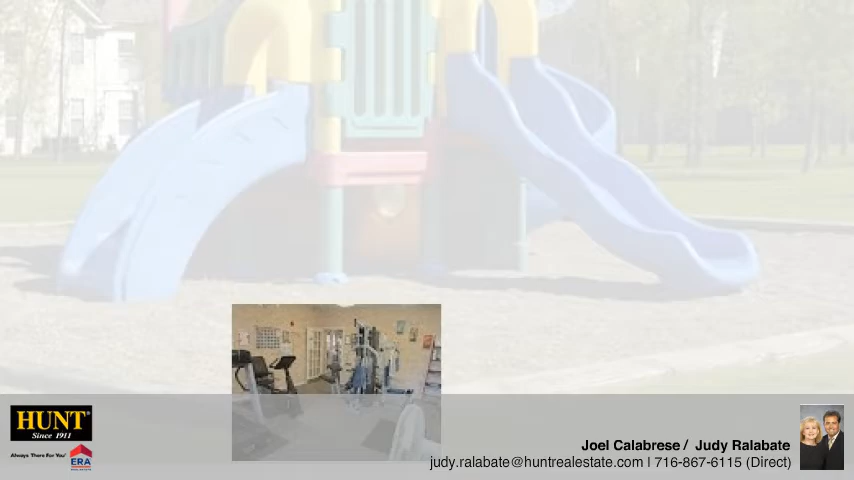 HUNT
Since 1911
Always There For You
ERA
Joel Calabrese / Judy Ralabate
judy.ralabate@huntrealestate.com | 716-867-6115 (Direct)